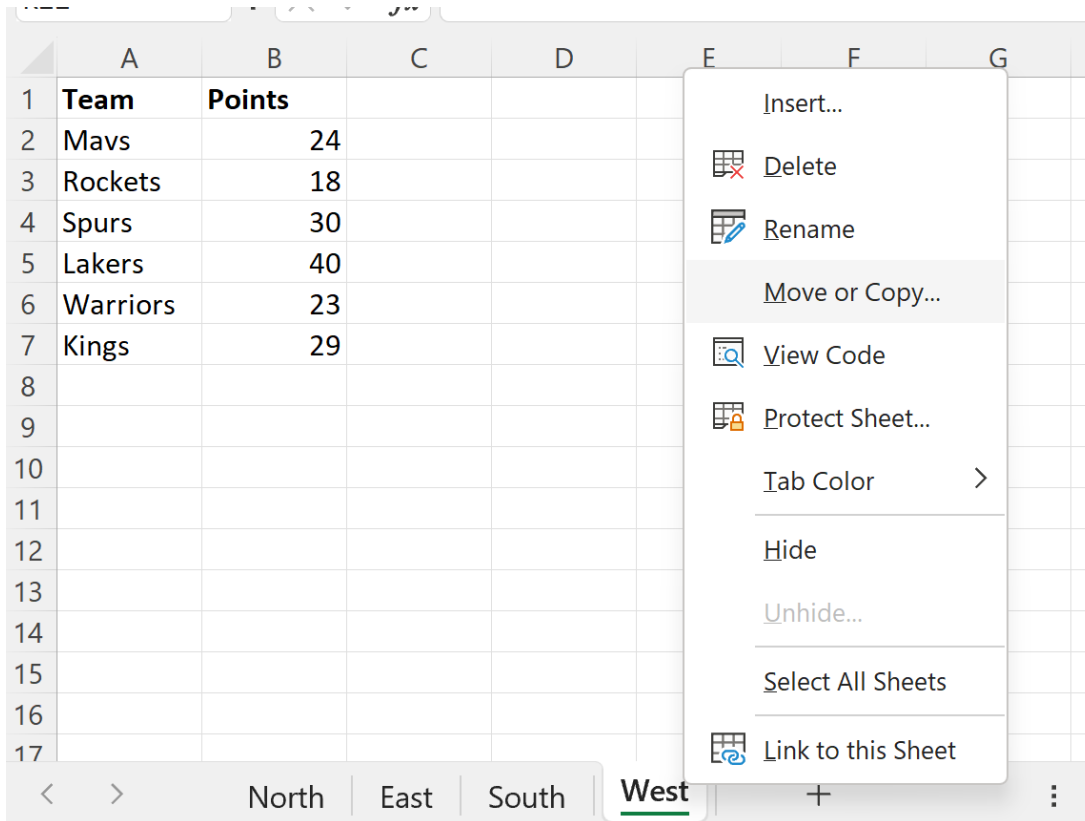 A B C D E F G
1 Team Points
2 Mavs 24
3 Rockets 18
4 Spurs 30
5 Lakers 40
6 Warriors 23
7 Kings 29
8
9
10
11
12
13
14
15
16
17
Insert...
Delete
Rename
Move or Copy...
View Code
Protect Sheet...
Tab Color
Hide
Unhide...
Select All Sheets
Link to this Sheet
North East South West